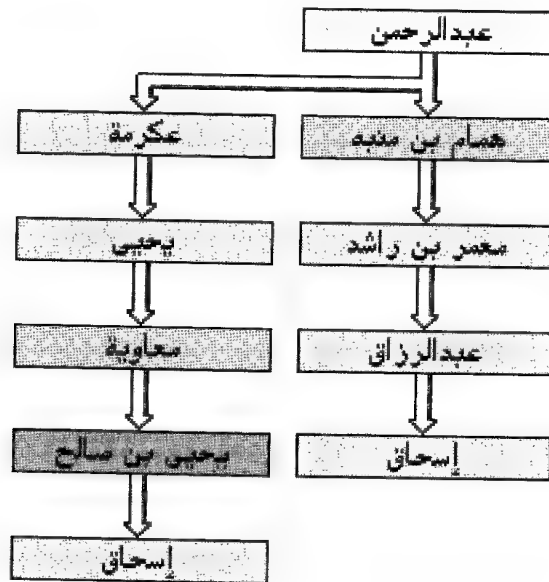 عبدالرحمن
همام بن منبه
عكرمة
معمر بن راشد
يحيى
عبدالرزاق
معاوية
إسحاق
يحيى بن صالح
إسحاق